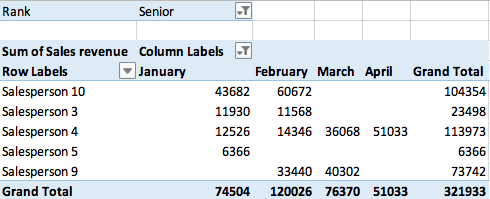 Rank Senior
Sum of Sales revenue Column Labels
Row Labels January February March April Grand Total
Salesperson 10 43682 60672 104354
Salesperson 3 11930 11568 23498
Salesperson 4 12526 14346 36068 51033 113973
Salesperson 5 6366 6366
Salesperson 9 33440 40302 73742
Grand Total 74504 120026 76370 51033 321933